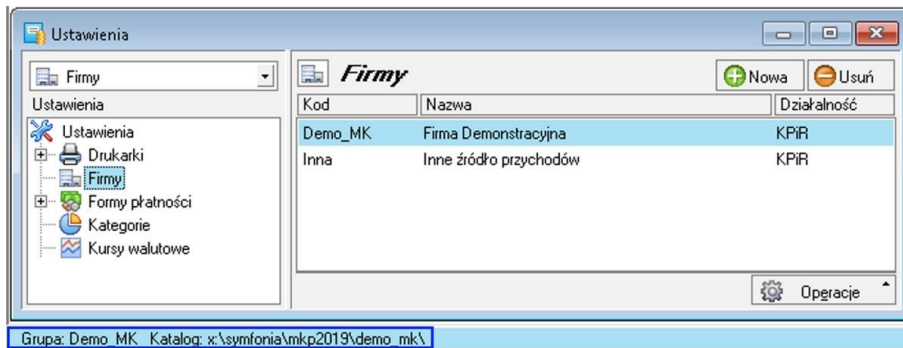 Ustawienia
Firmy
Ustawienia
Ustawienia
Drukarki
Firmy
Formy płatności
Kategorie
Kursy walutowe
Firmy
Nowa
Usuń
Kod Nazwa Działalność
Demo_MK Firma Demonstracyjna KPiR
Inna Inne źródło przychodów KPiR
Operacje
Grupa: Demo_MK Katalog: x:\symfonia\mkp2019\demo_mk\